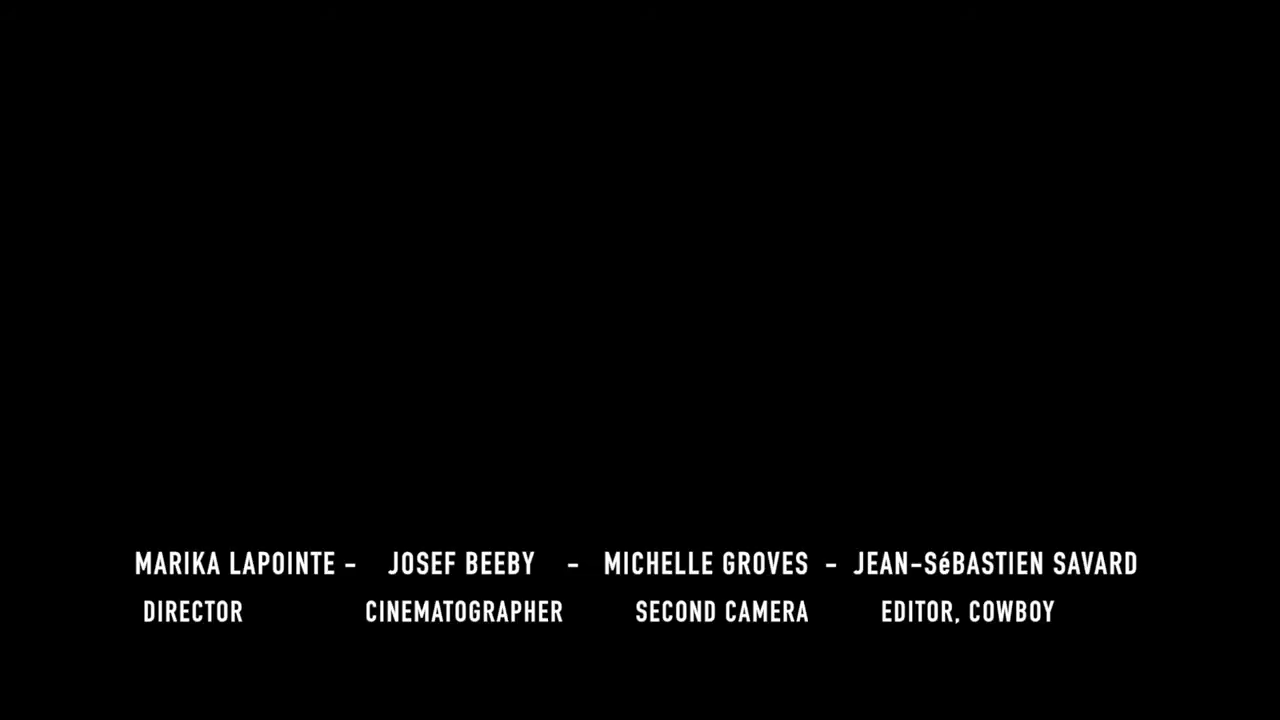 MARIKA LAPOINTE - JOSEF BEEBY - MICHELLE GROVES - JEAN-SéBASTIEN SAVARD
DIRECTOR CINEMATOGRAPHER SECOND CAMERA EDITOR, COWBOY